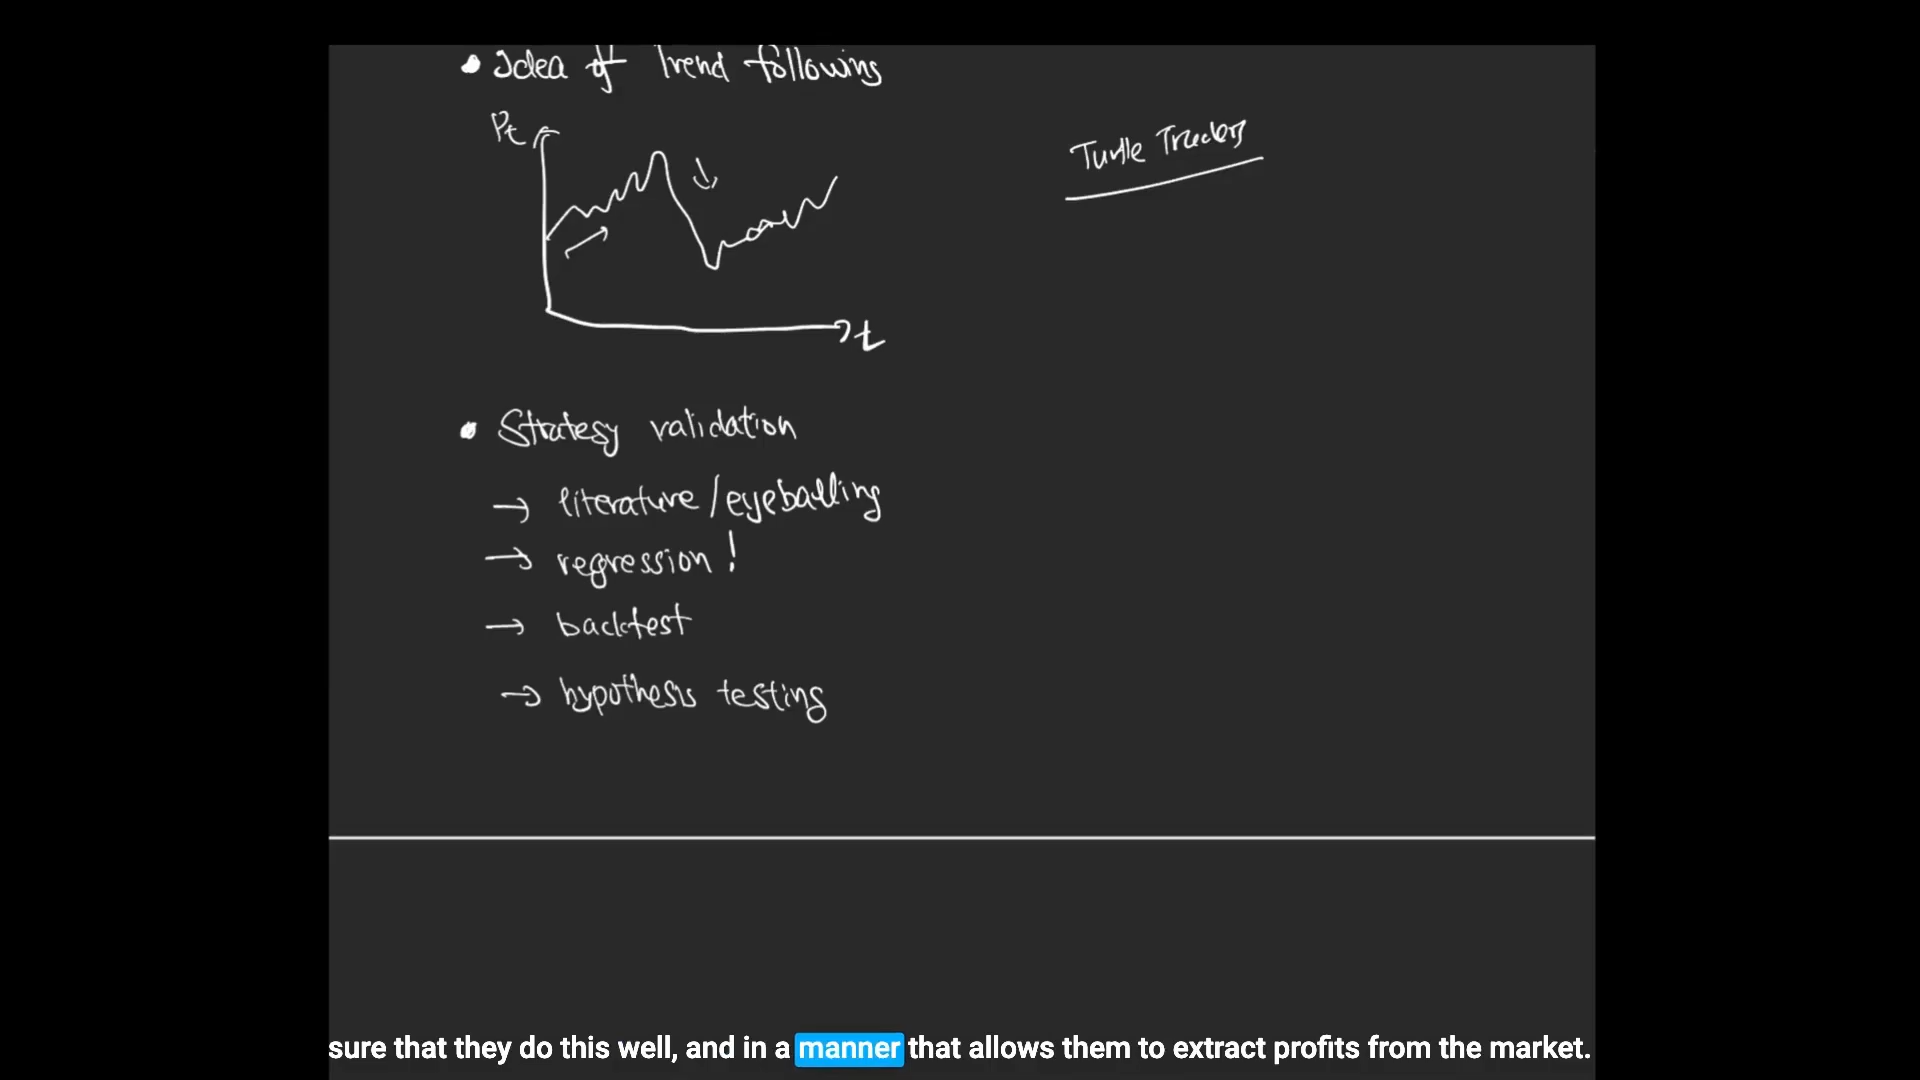 • Idea of Trend following
Pt
Turtle Traders
t
• Strategy validation
→ literature/eyeballing
→ regression!
→ backtest
→ hypothesis testing
sure that they do this well, and in a manner that allows them to extract profits from the market.